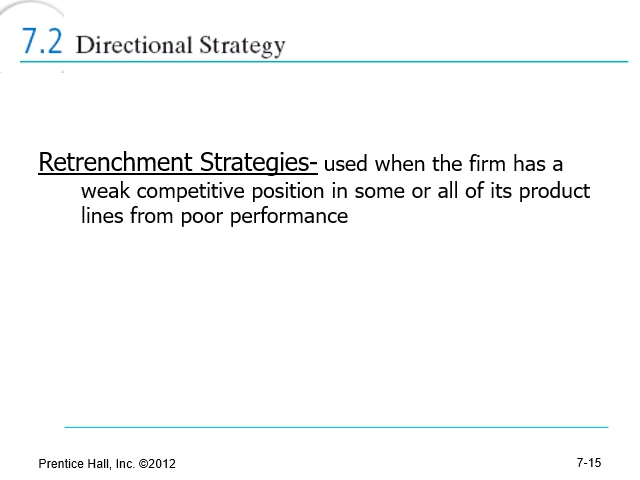 7.2 Directional Strategy
Retrenchment Strategies- used when the firm has a
weak competitive position in some or all of its product
lines from poor performance
Prentice Hall, Inc. ©2012
7-15